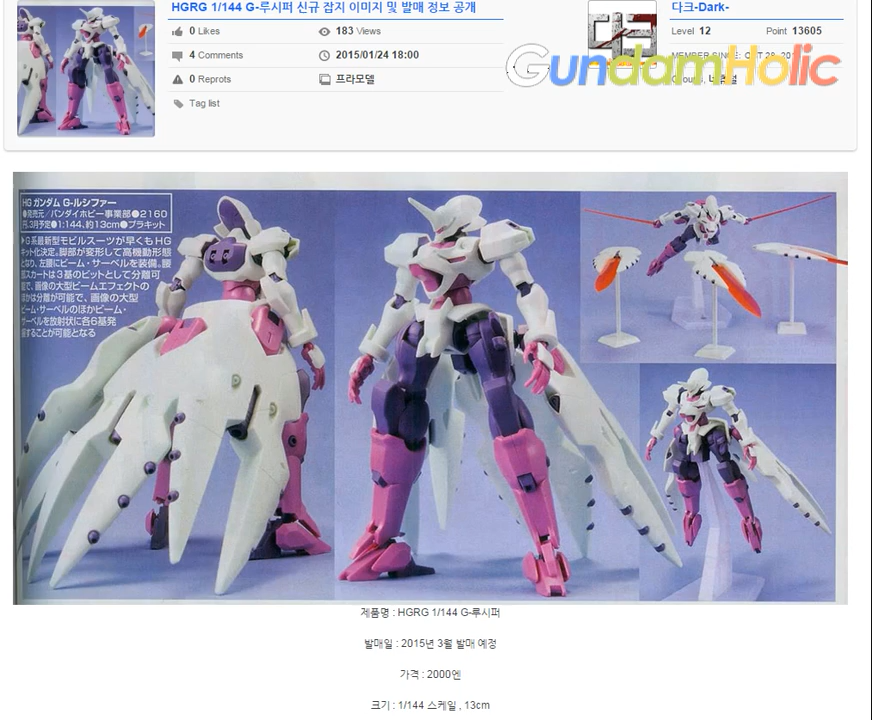 HGRG 1/144 G-루시퍼 신규 잡지 이미지 및 발매 정보 공개
0 Likes
183 Views
4 Comments
2015/01/24 18:00
0 Reprots
프라모델
Tag list
다크-Dark-
Level 12
Point 13605
GundamHolic
HG ガンダム G-ルシファー
●発売元/バンダイホビー事業部●2160
円、3月予定●1:144、約13cm●プラキット
▶G系最新型モビルスーツが早くもHG
キット化決定。脚部が変形して高機動形態
となり、左腰にビーム・サーベルを装備。腰
部スカートは3基のビットとして分離可
能で、画像の大型ビームエフェクトの
ほかは分離が可能で、画像の大型
ビーム・サーベルのほかビーム・
サーベルを放射状に各6基発
することが可能となる
제품명 : HGRG 1/144 G-루시퍼
발매일 : 2015년 3월 발매 예정
가격 : 2000엔
크기 : 1/144 스케일 , 13cm